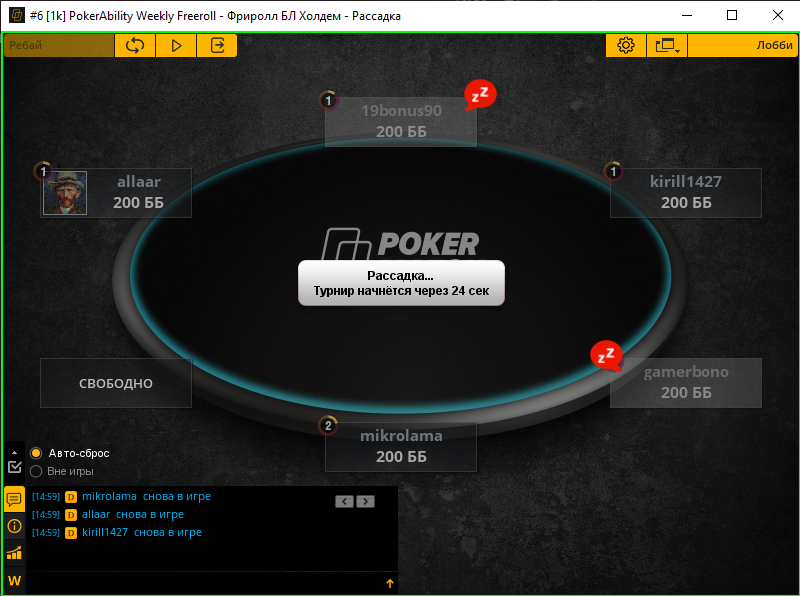 #6 [1k] PokerAbility Weekly Freeroll - Фриролл БЛ Холдем - Рассадка
Ребай
Лобби
1
19bonus90
200 ББ
zZ
1
allaar
200 ББ
1
kirill1427
200 ББ
POKER
Рассадка...
Турнир начнётся через 24 сек
СВОБОДНО
zZ
gamerbono
200 ББ
2
mikrolama
200 ББ
Авто-сброс
Вне игры
[14:59] D mikrolama снова в игре
[14:59] D allaar снова в игре
[14:59] D kirill1427 снова в игре
W